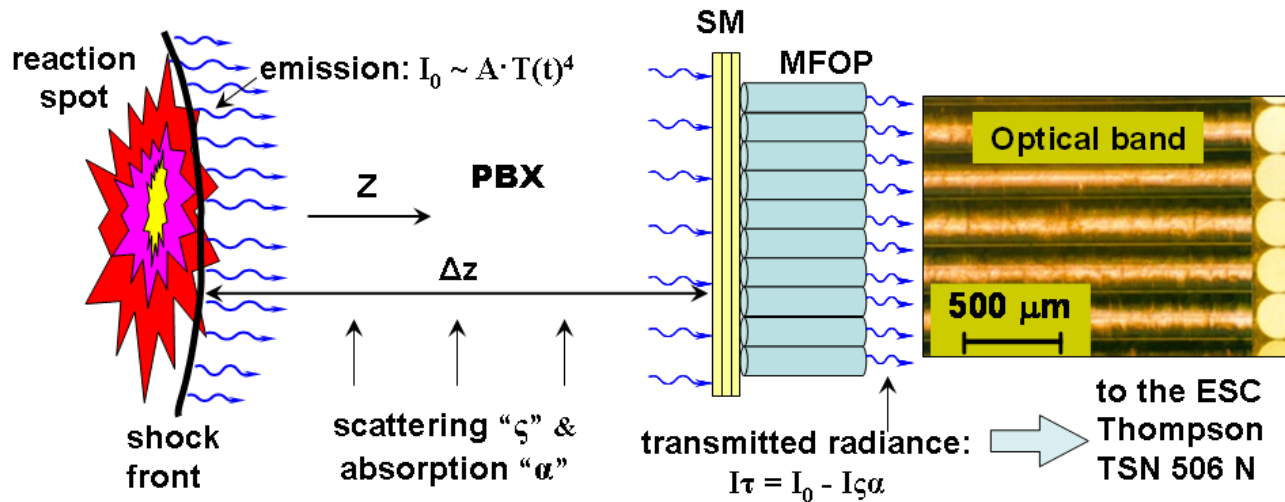 reaction
spot
emission: I₀ ~ A· T(t)⁴
SM
MFOP
Z
PBX
Δz
Optical band
500 μm
shock
front
scattering “ς” &
absorption “α”
transmitted radiance:
Iτ = I₀ - Iςα
to the ESC
Thompson
TSN 506 N